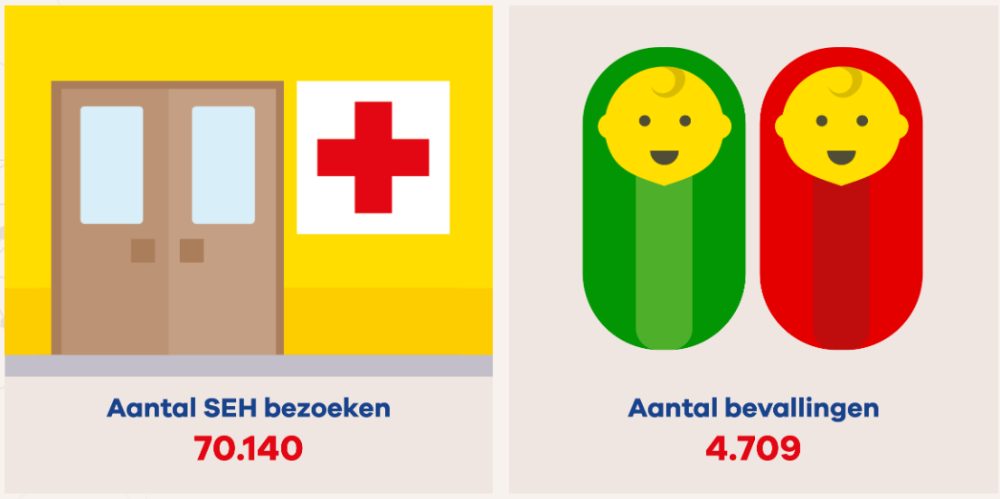 Aantal SEH bezoeken
70.140
Aantal bevallingen
4.709